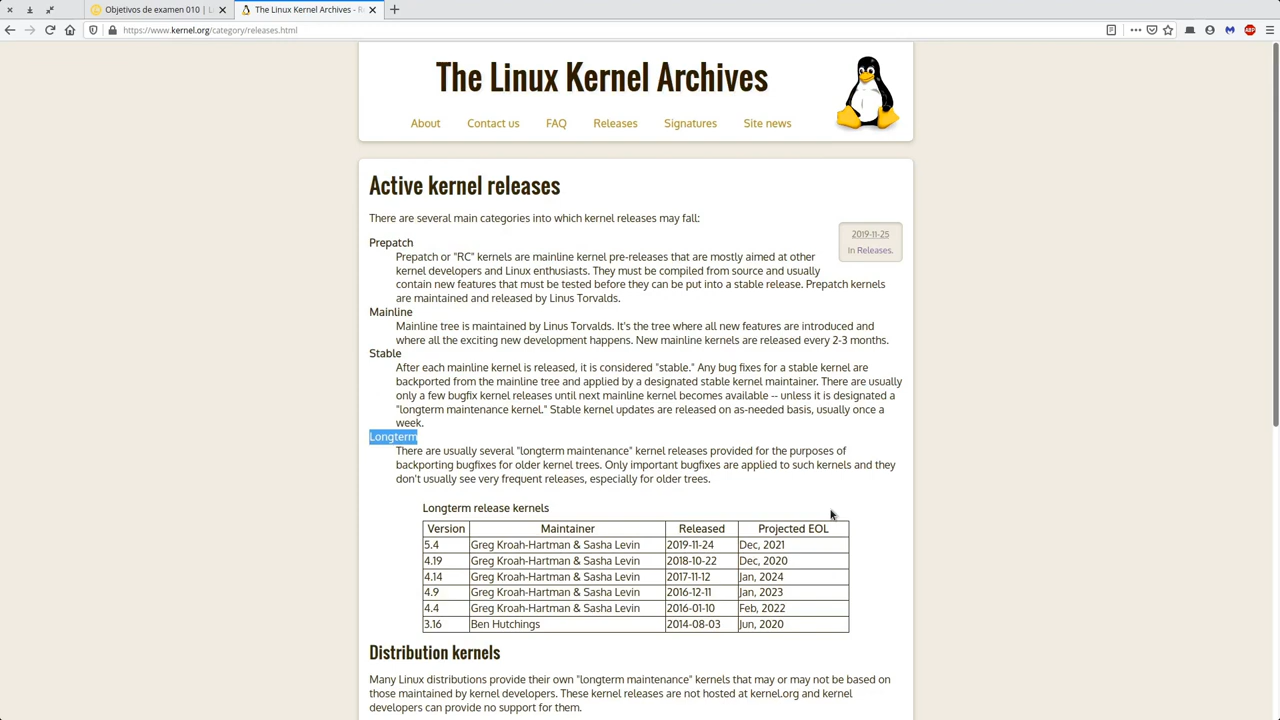 Objetivos de examen 010 | L
The Linux Kernel Archives - R
https://www.kernel.org/category/releases.html
ABP
The Linux Kernel Archives
About Contact us FAQ Releases Signatures Site news
Active kernel releases
There are several main categories into which kernel releases may fall:
2019-11-25
In Releases.
Prepatch
Prepatch or "RC" kernels are mainline kernel pre-releases that are mostly aimed at other
kernel developers and Linux enthusiasts. They must be compiled from source and usually
contain new features that must be tested before they can be put into a stable release. Prepatch kernels
are maintained and released by Linus Torvalds.
Mainline
Mainline tree is maintained by Linus Torvalds. It's the tree where all new features are introduced and
where all the exciting new development happens. New mainline kernels are released every 2-3 months.
Stable
After each mainline kernel is released, it is considered "stable." Any bug fixes for a stable kernel are
backported from the mainline tree and applied by a designated stable kernel maintainer. There are usually
only a few bugfix kernel releases until next mainline kernel becomes available -- unless it is designated a
"longterm maintenance kernel." Stable kernel updates are released on as-needed basis, usually once a
week.
Longterm
There are usually several "longterm maintenance" kernel releases provided for the purposes of
backporting bugfixes for older kernel trees. Only important bugfixes are applied to such kernels and they
don't usually see very frequent releases, especially for older trees.
Longterm release kernels
Version Maintainer Released Projected EOL
5.4 Greg Kroah-Hartman & Sasha Levin 2019-11-24 Dec, 2021
4.19 Greg Kroah-Hartman & Sasha Levin 2018-10-22 Dec, 2020
4.14 Greg Kroah-Hartman & Sasha Levin 2017-11-12 Jan, 2024
4.9 Greg Kroah-Hartman & Sasha Levin 2016-12-11 Jan, 2023
4.4 Greg Kroah-Hartman & Sasha Levin 2016-01-10 Feb, 2022
3.16 Ben Hutchings 2014-08-03 Jun, 2020
Distribution kernels
Many Linux distributions provide their own "longterm maintenance" kernels that may or may not be based on
those maintained by kernel developers. These kernel releases are not hosted at kernel.org and kernel
developers can provide no support for them.